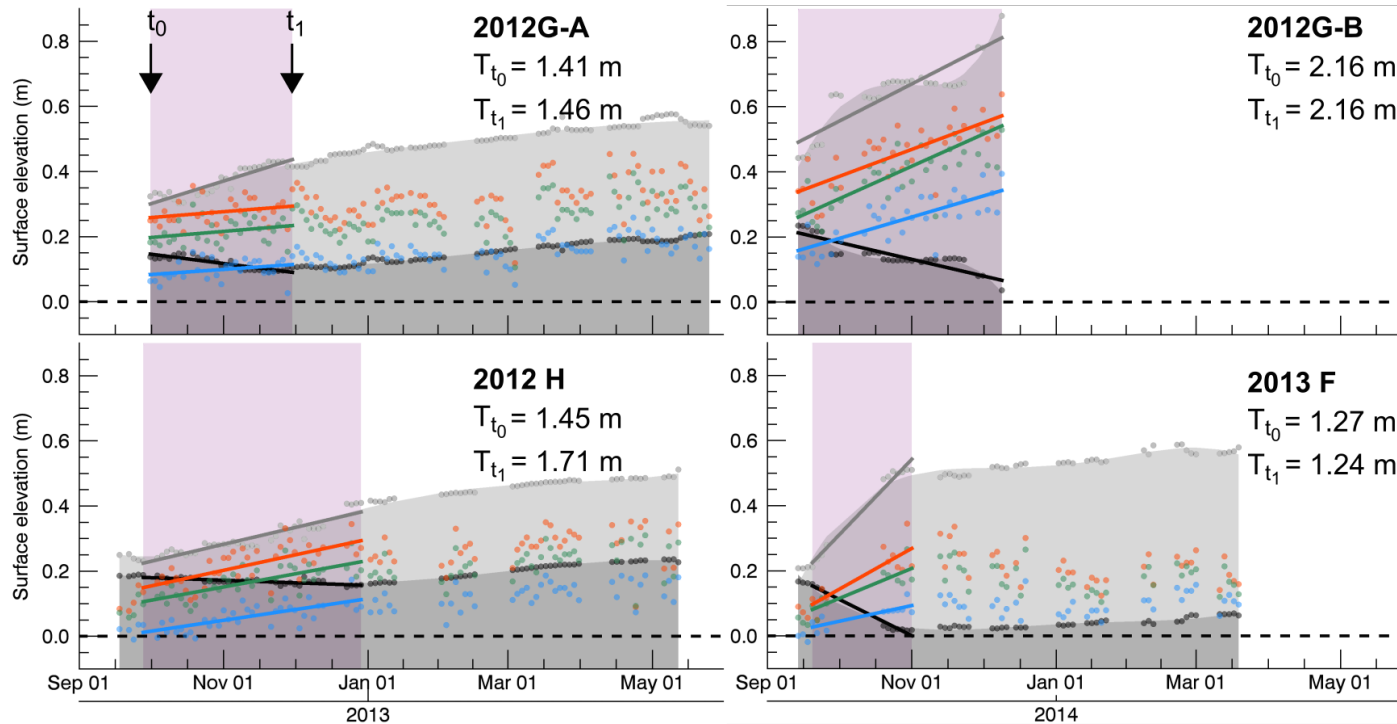 t0 t1
2012G-A
Tt0 = 1.41 m
Tt1 = 1.46 m
Surface elevation (m)
0.8
0.6
0.4
0.2
0.0
2012G-B
Tt0 = 2.16 m
Tt1 = 2.16 m
0.8
0.6
0.4
0.2
0.0
2012 H
Tt0 = 1.45 m
Tt1 = 1.71 m
Surface elevation (m)
0.8
0.6
0.4
0.2
0.0
Sep 01 Nov 01 Jan 01 Mar 01 May 01
2013
2013 F
Tt0 = 1.27 m
Tt1 = 1.24 m
0.8
0.6
0.4
0.2
0.0
Sep 01 Nov 01 Jan 01 Mar 01 May 01
2014